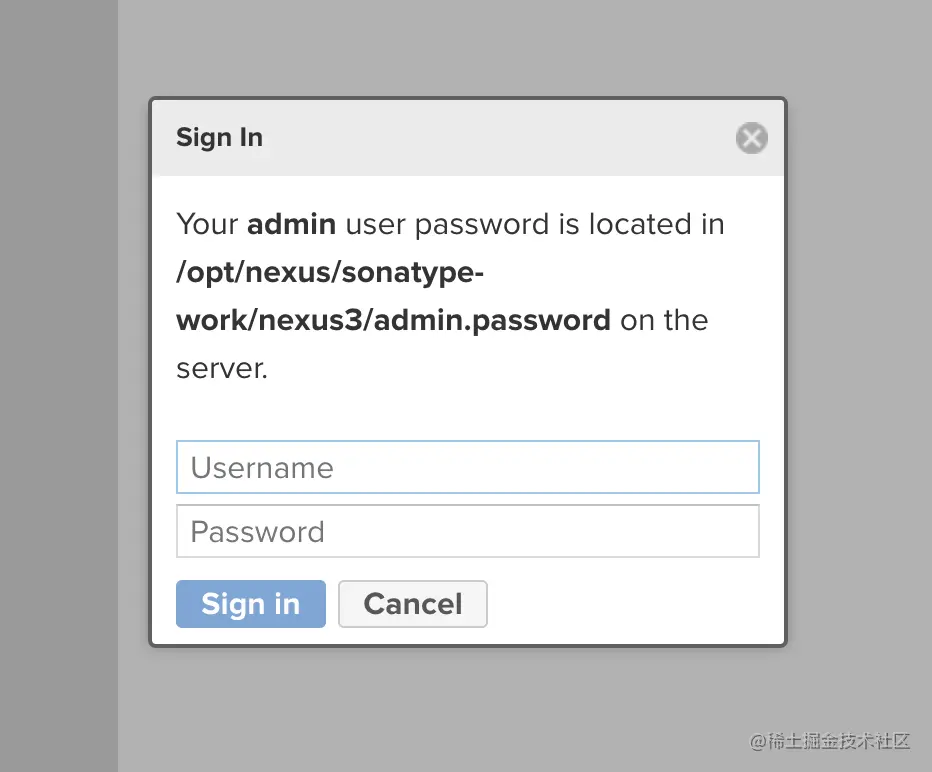 Sign In
Your admin user password is located in
/opt/nexus/sonatype-
work/nexus3/admin.password on the
server.
Username
Password
Sign in
Cancel
@稀土掘金技术社区